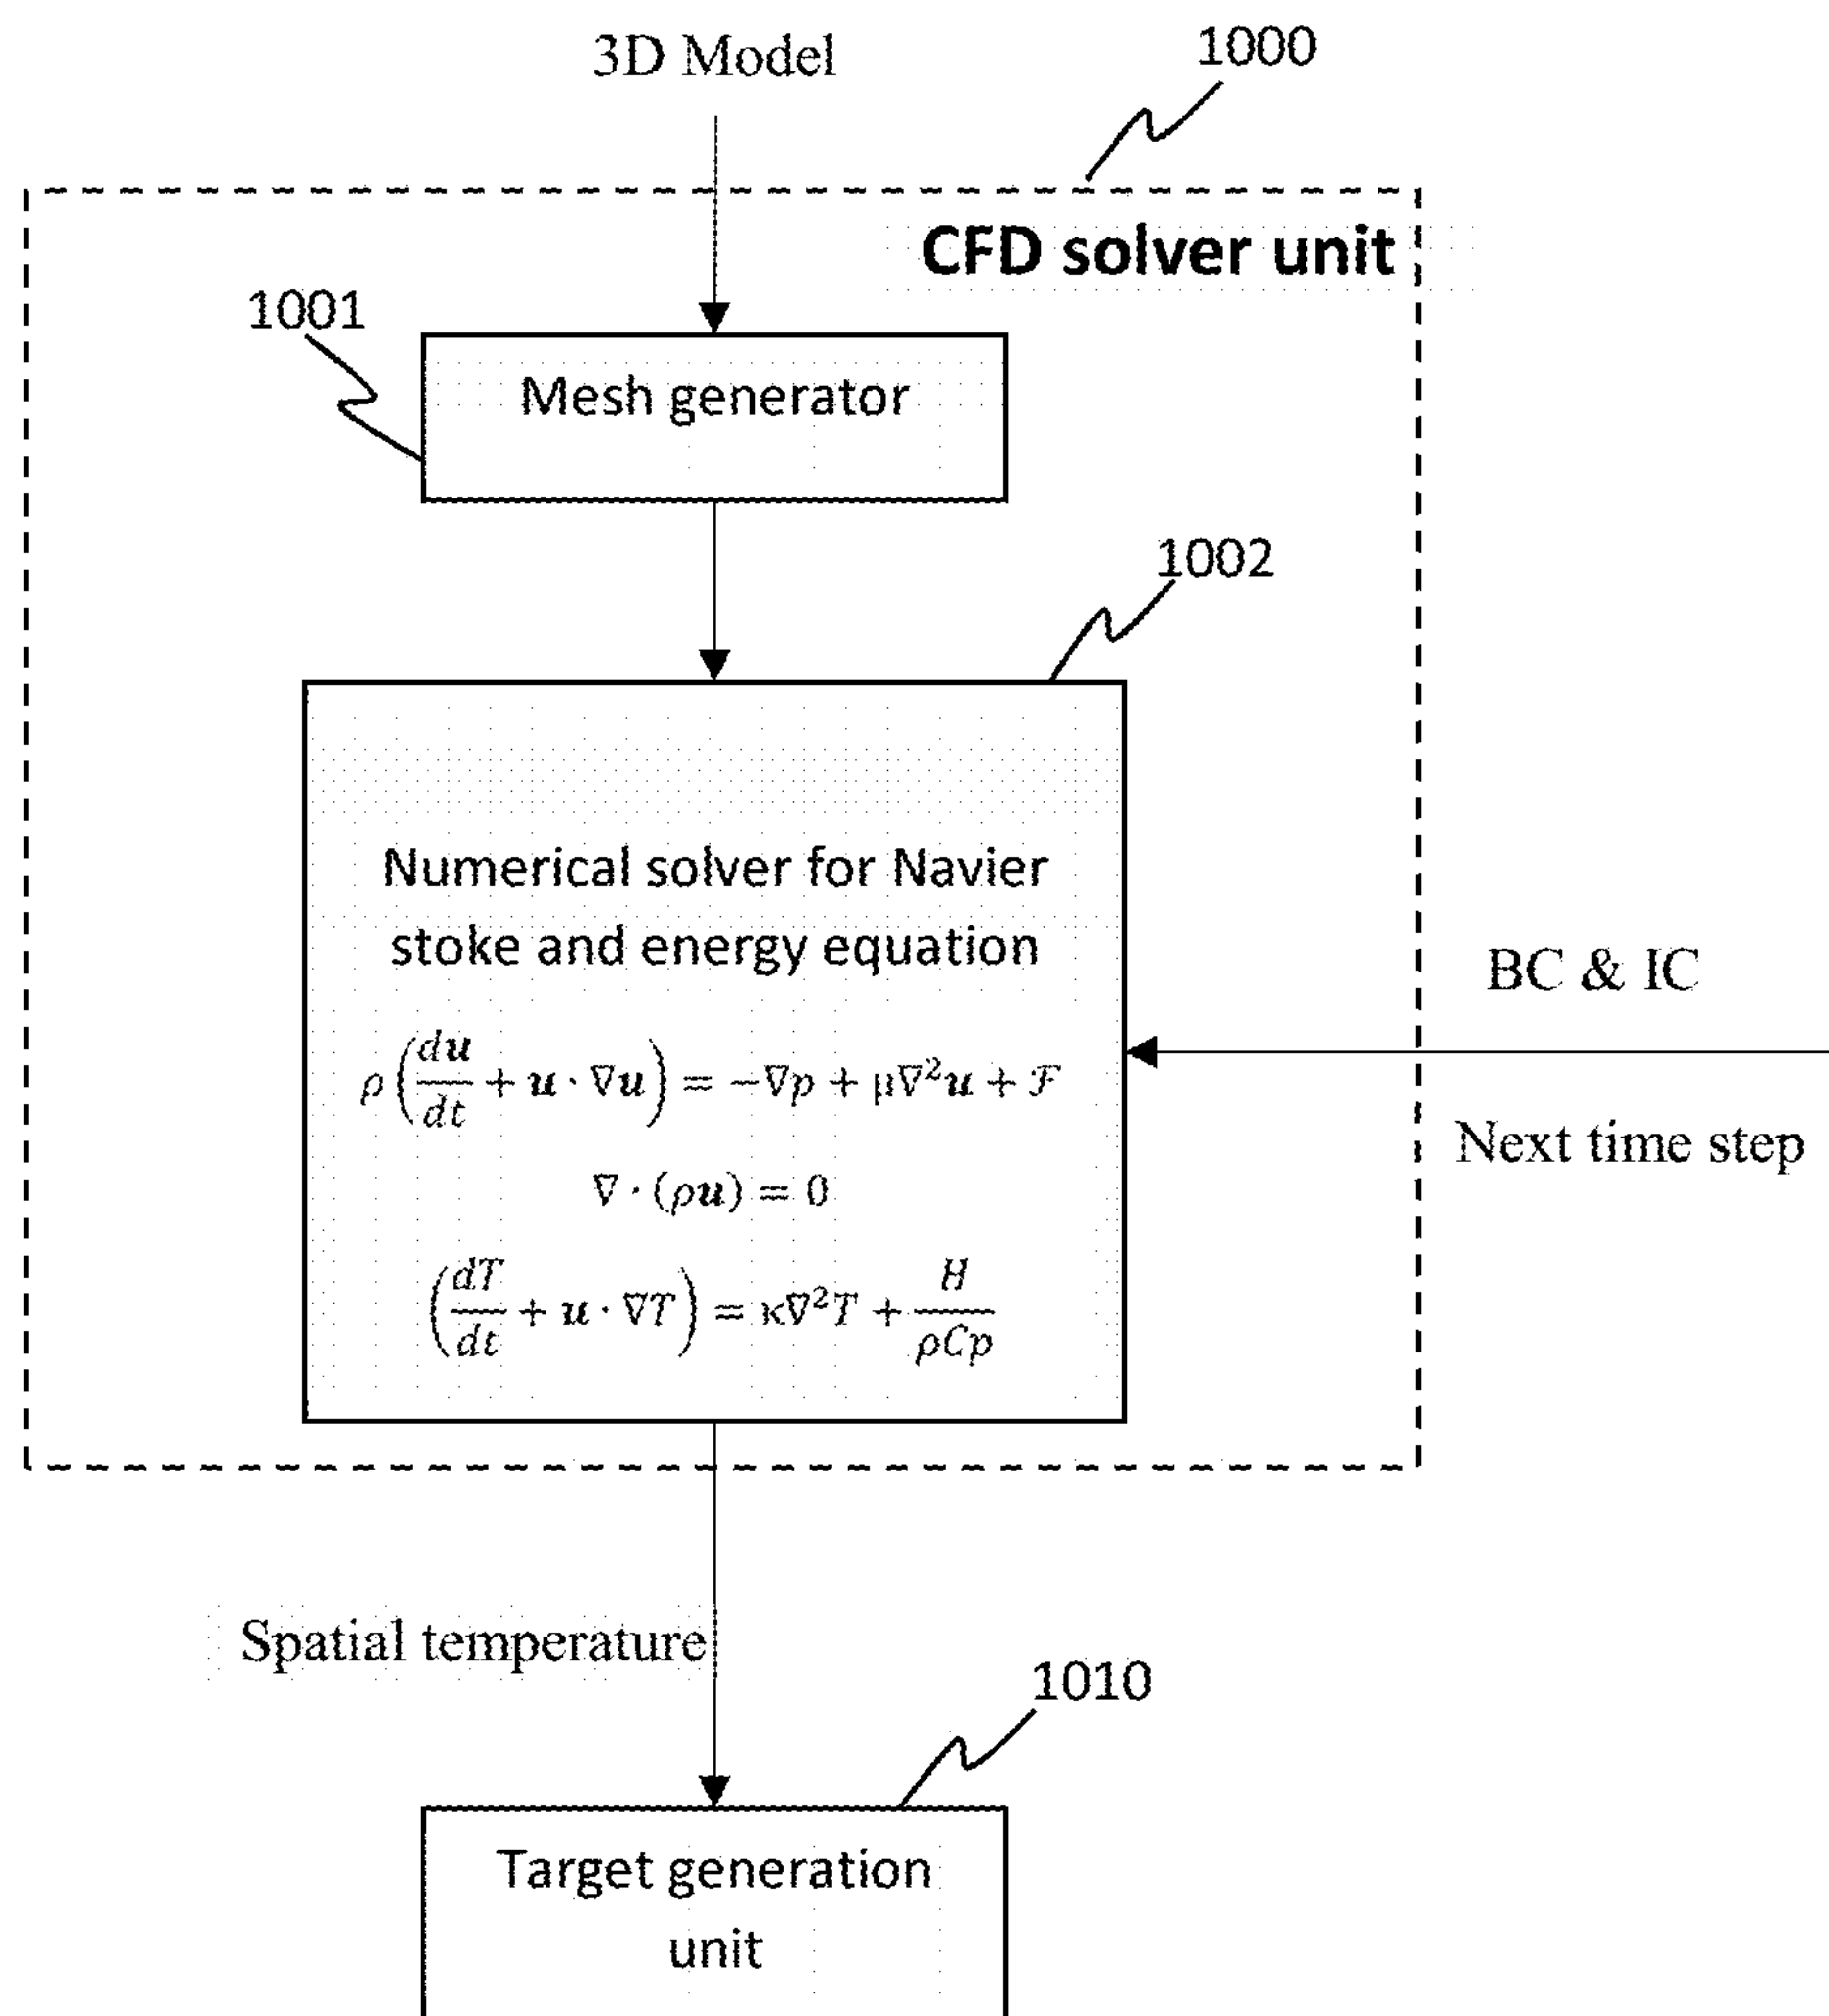 3D Model
1000
CFD solver unit
1001
Mesh generator
1002
Numerical solver for Navier
stoke and energy equation
ρ(d𝒖/dt + 𝒖 · ∇𝒖) = −∇p + μ∇²𝒖 + ℱ
∇ · (ρ𝒖) = 0
(dT/dt + 𝒖 · ∇T) = κ∇²T + H/ρCp
BC & IC
Next time step
Spatial temperature
1010
Target generation
unit